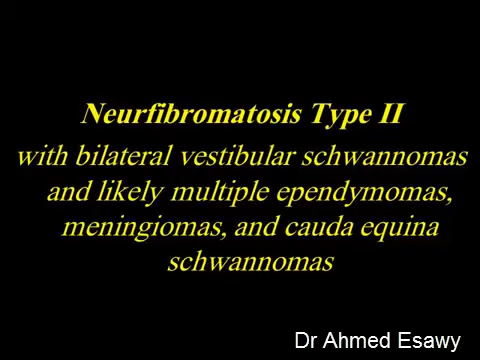 Neurfibromatosis Type II
with bilateral vestibular schwannomas
and likely multiple ependymomas,
meningiomas, and cauda equina
schwannomas
Dr Ahmed Esawy